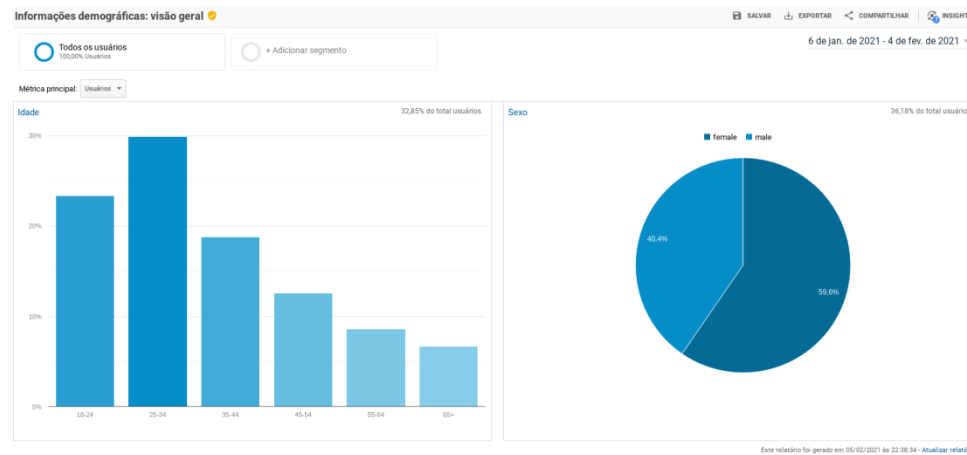 Informações demográficas: visão geral
SALVAR EXPORTAR COMPARTILHAR INSIGHT
6 de jan. de 2021 - 4 de fev. de 2021
Todos os usuários
100,00% Usuários
+ Adicionar segmento
Métrica principal: Usuários
Idade
32,85% do total usuários
30%
20%
10%
0%
18-24 25-34 35-44 45-54 55-64 65+
Sexo
36,18% do total usuário
female male
40,4%
59,6%
Este relatório foi gerado em 05/02/2021 às 22:38:34 - Atualizar relató